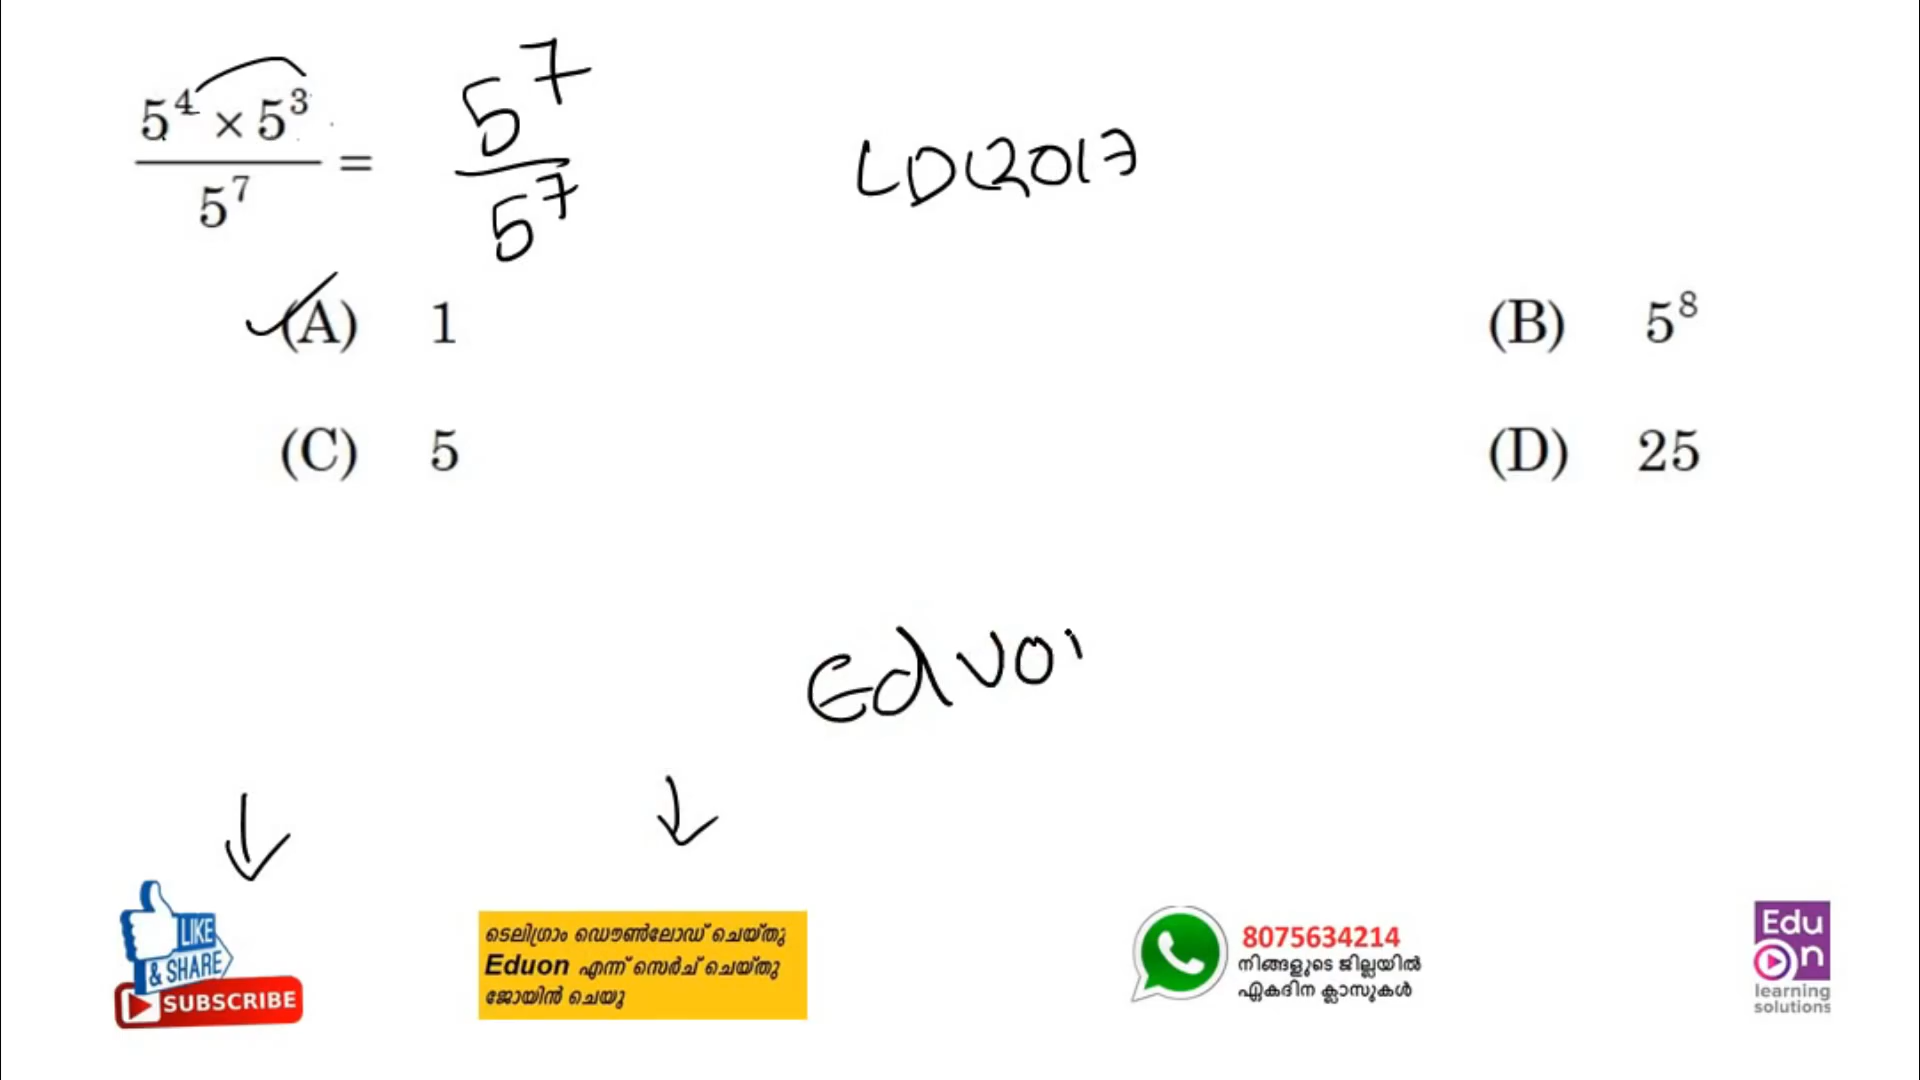 5⁴ × 5³ / 5⁷ = 5⁷ / 5⁷
LDC2017
(A) 1
(B) 5⁸
(C) 5
(D) 25
Eduon
LIKE
& SHARE
SUBSCRIBE
ടെലിഗ്രാം ഡൌൺലോഡ് ചെയ്തു
Eduon എന്ന് സെർച് ചെയ്തു
ജോയിൻ ചെയൂ
8075634214
നിങ്ങളുടെ ജില്ലയിൽ
ഏകദിന ക്ലാസുകൾ
Edu
On
learning
solutions